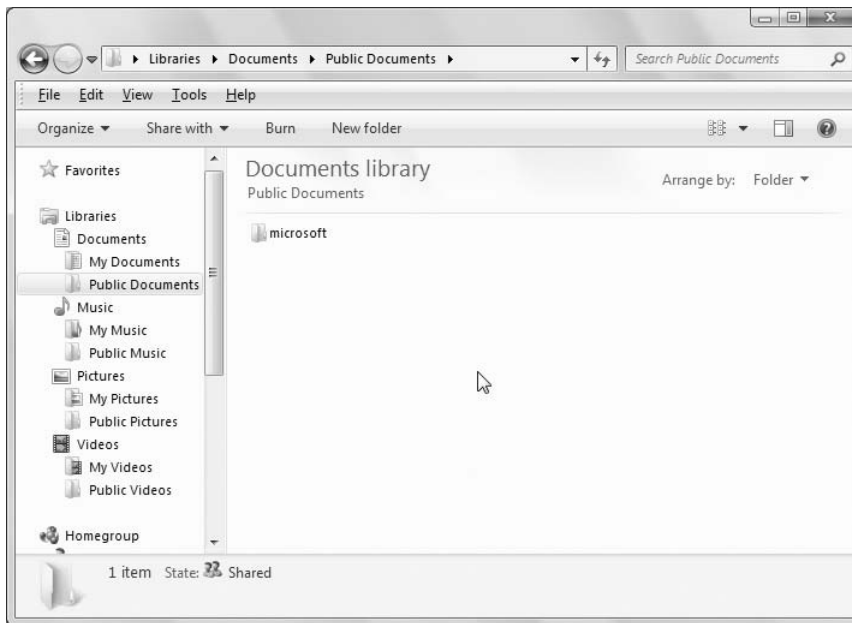 Libraries Documents Public Documents Search Public Documents
File Edit View Tools Help
Organize Share with Burn New folder
Favorites
Libraries
Documents
My Documents
Public Documents
Music
My Music
Public Music
Pictures
My Pictures
Public Pictures
Videos
My Videos
Public Videos
Homegroup
Documents library
Public Documents
Arrange by: Folder
microsoft
1 item State: Shared